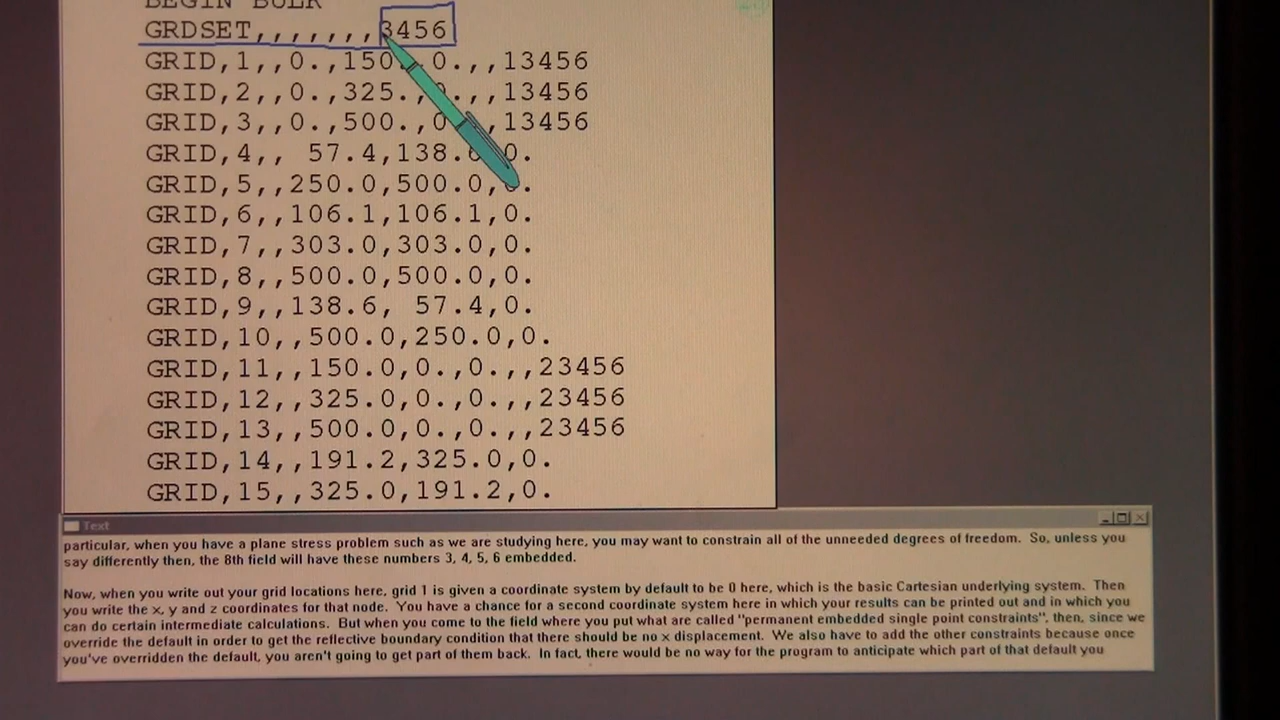 BEGIN BULK
GRDSET,,,,,,,3456
GRID,1,,0.,150., 0.,,13456
GRID,2,,0.,325.,0.,,13456
GRID,3,,0.,500.,0.,,13456
GRID,4,, 57.4,138.6,0.
GRID,5,,250.0,500.0,0.
GRID,6,,106.1,106.1,0.
GRID,7,,303.0,303.0,0.
GRID,8,,500.0,500.0,0.
GRID,9,,138.6, 57.4,0.
GRID,10,,500.0,250.0,0.
GRID,11,,150.0,0.,0.,,23456
GRID,12,,325.0,0.,0.,,23456
GRID,13,,500.0,0.,0.,,23456
GRID,14,,191.2,325.0,0.
GRID,15,,325.0,191.2,0.
Text
particular, when you have a plane stress problem such as we are studying here, you may want to constrain all of the unneeded degrees of freedom. So, unless you
say differently then, the 8th field will have these numbers 3, 4, 5, 6 embedded.
Now, when you write out your grid locations here, grid 1 is given a coordinate system by default to be 0 here, which is the basic Cartesian underlying system. Then
you write the x, y and z coordinates for that node. You have a chance for a second coordinate system here in which your results can be printed out and in which you
can do certain intermediate calculations. But when you come to the field where you put what are called "permanent embedded single point constraints", then, since we
override the default in order to get the reflective boundary condition that there should be no x displacement. We also have to add the other constraints because once
you've overridden the default, you aren't going to get part of them back. In fact, there would be no way for the program to anticipate which part of that default you